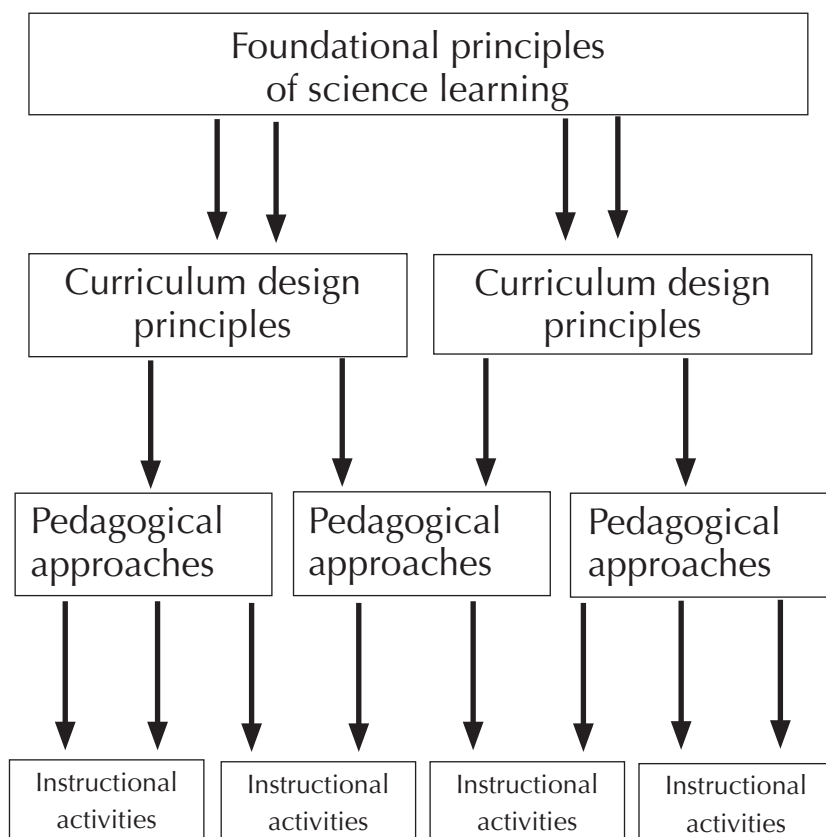 Foundational principles
of science learning
Curriculum design
principles
Curriculum design
principles
Pedagogical
approaches
Pedagogical
approaches
Pedagogical
approaches
Instructional
activities
Instructional
activities
Instructional
activities
Instructional
activities